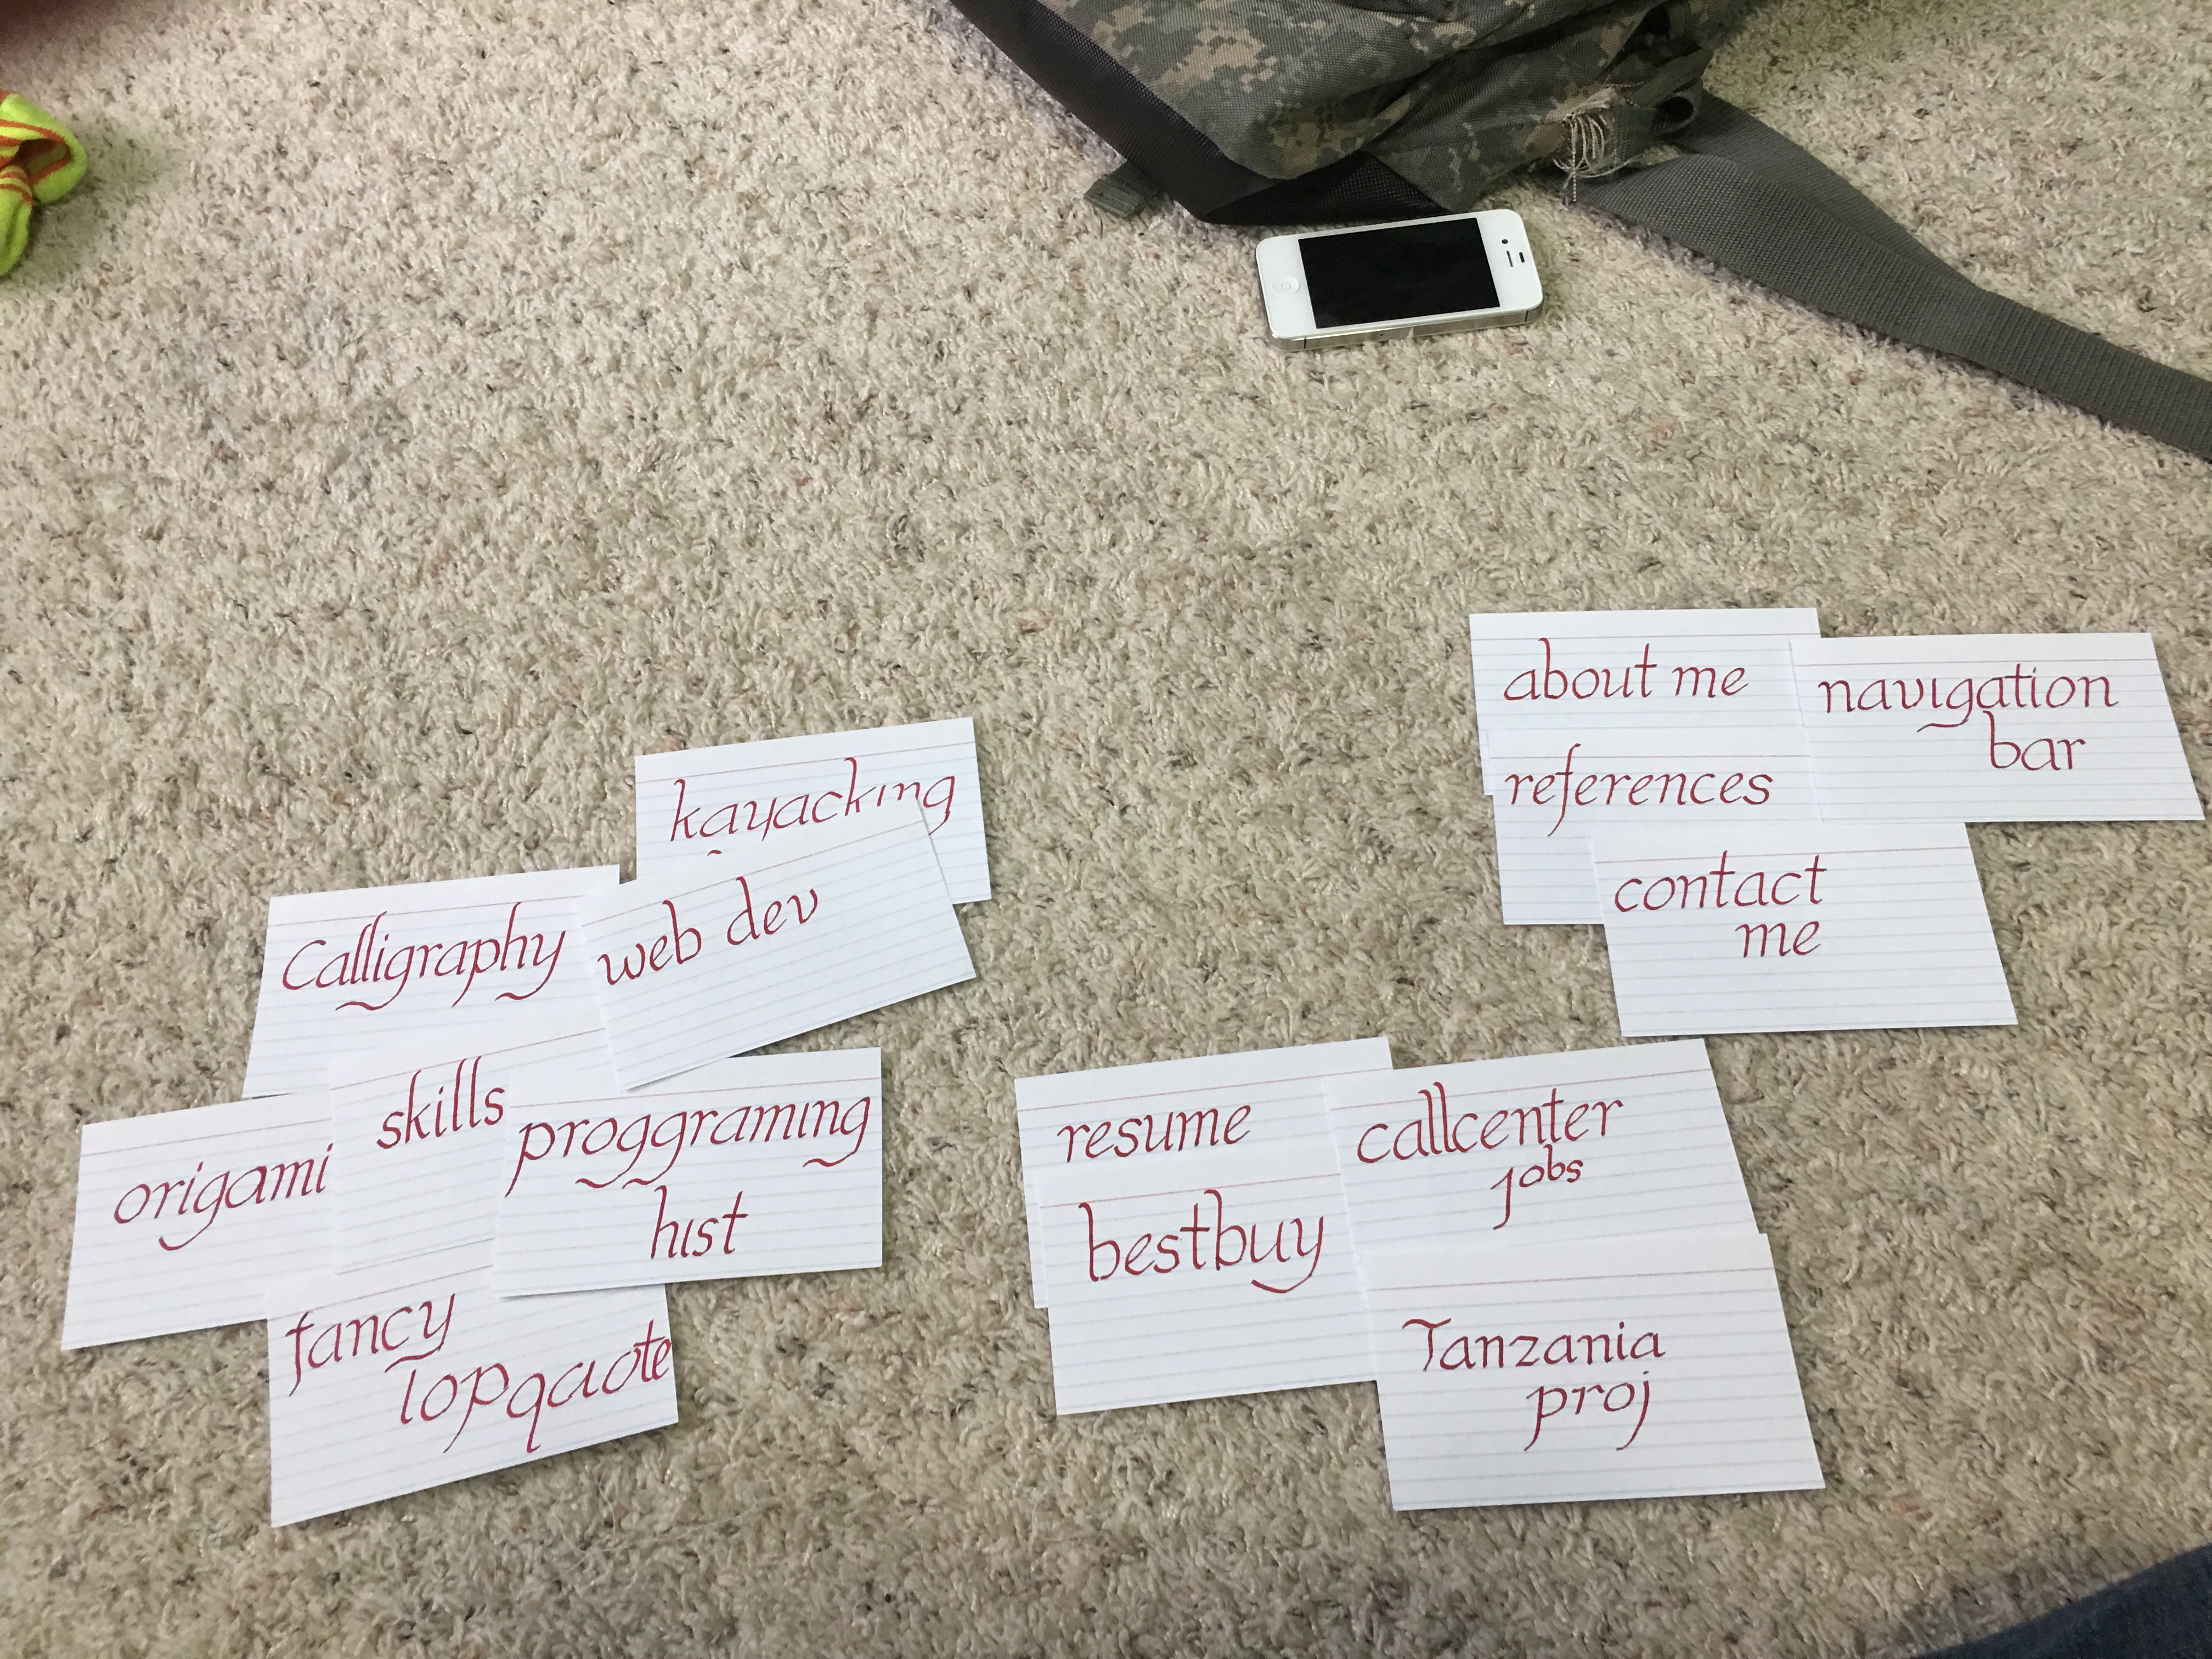 kayacking
Calligraphy
web dev
skills
proggraming
hist
origami
fancy
topqauote
about me
navigation
bar
references
contact
me
resume
callcenter
jobs
bestbuy
Tanzania
proj